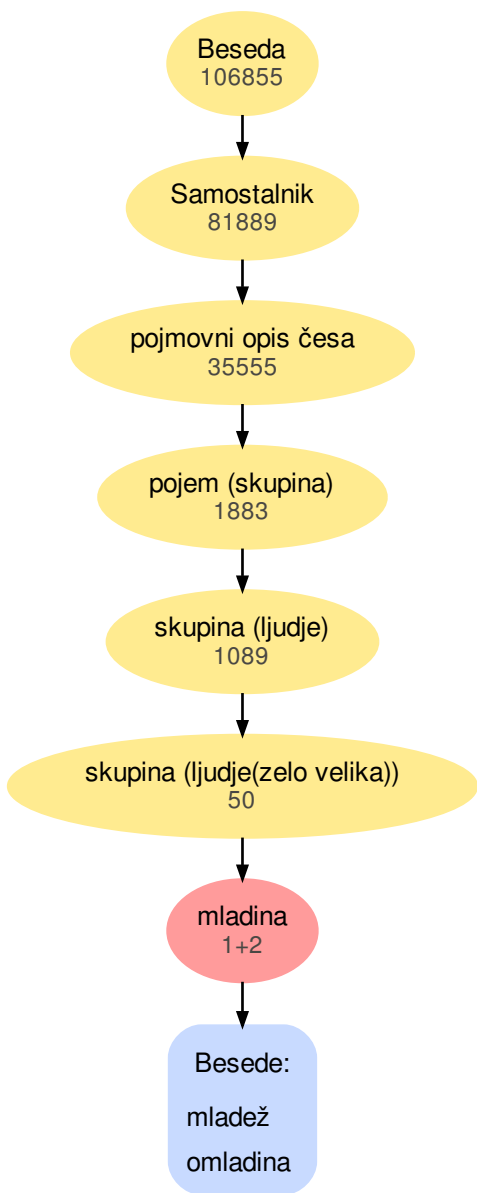 Beseda
106855
Samostalnik
81889
pojmovni opis česa
35555
pojem (skupina)
1883
skupina (ljudje)
1089
skupina (ljudje(zelo velika))
50
mladina
1+2
Besede:
mladež
omladina